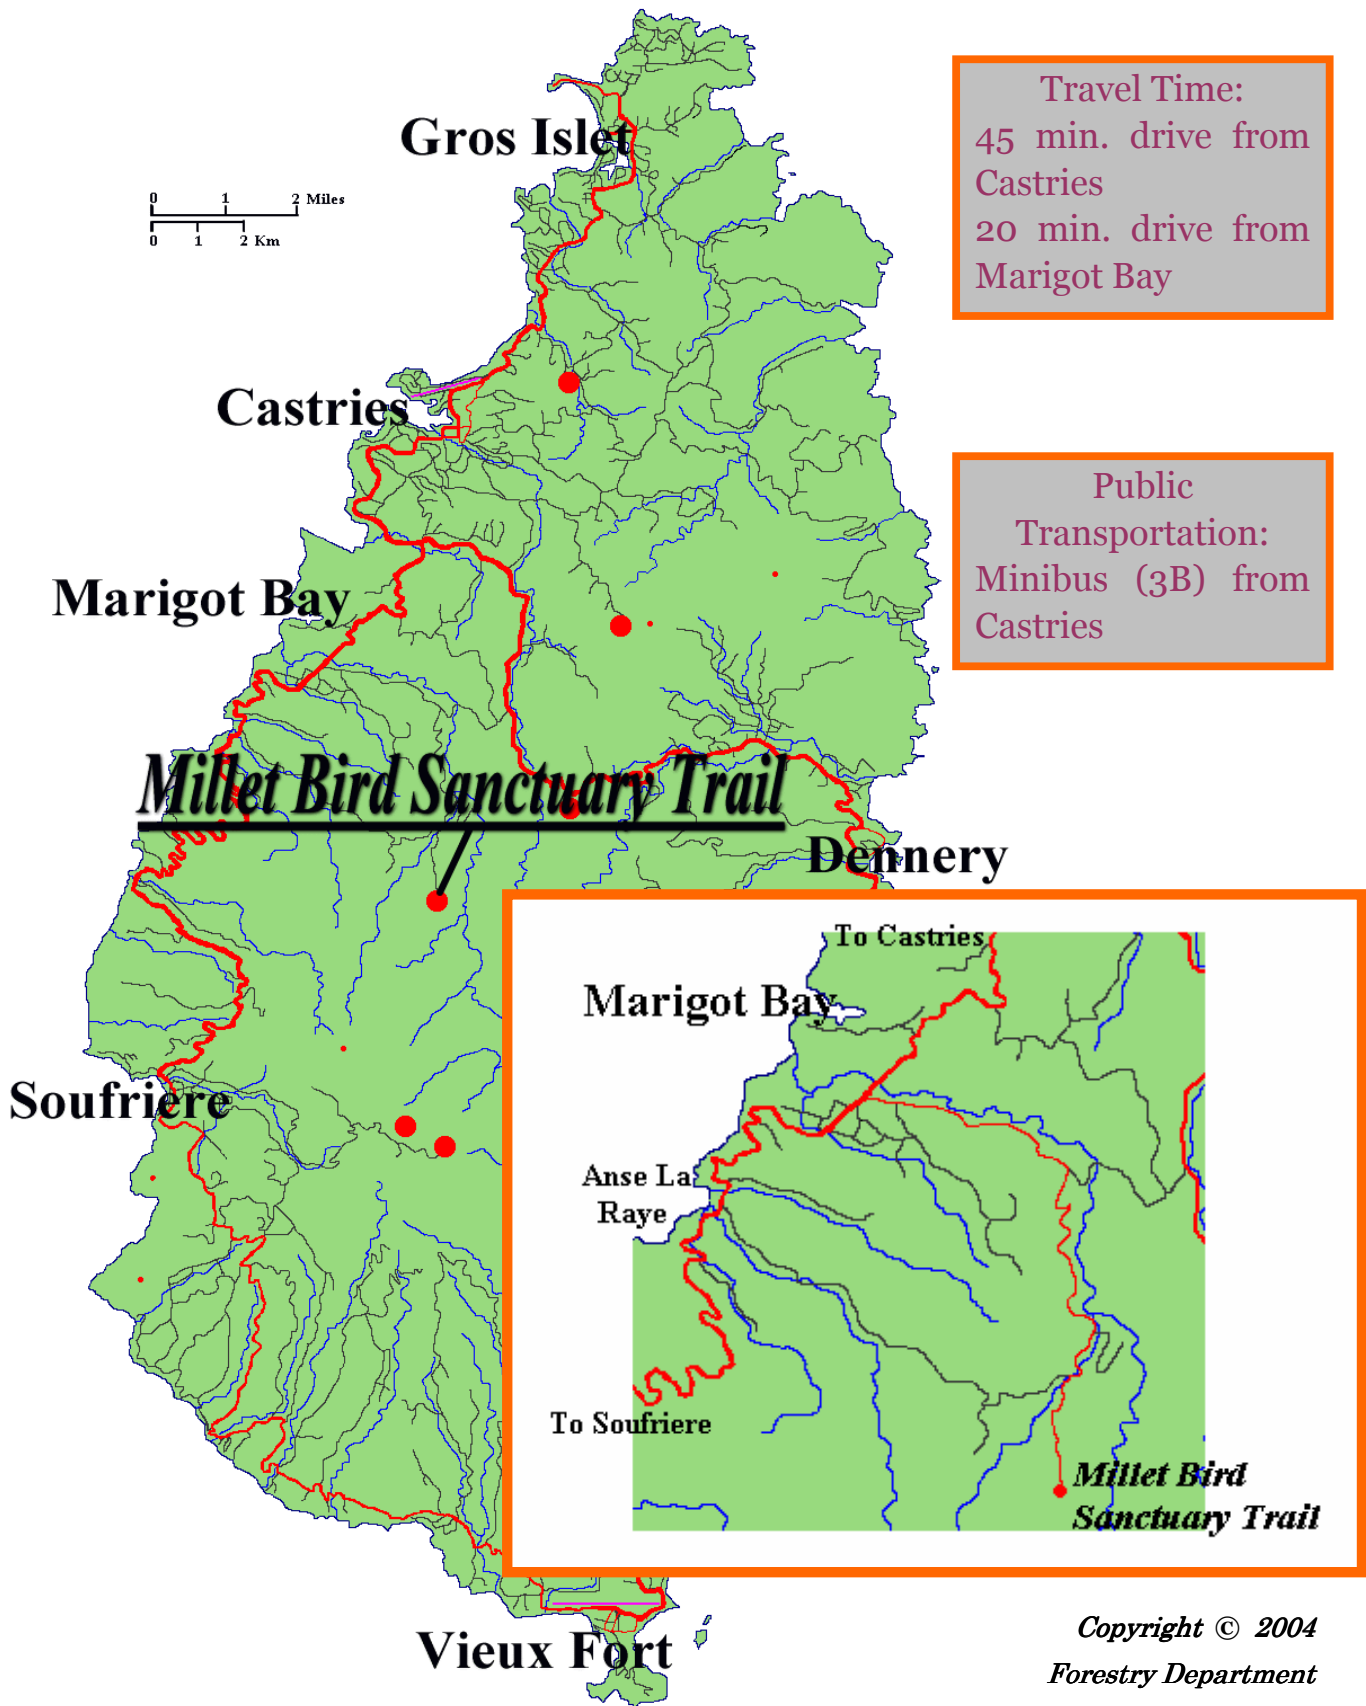 Gros Islet
0 1 2 Miles
0 1 2 Km
Travel Time:
45 min. drive from
Castries
20 min. drive from
Marigot Bay
Castries
Public
Transportation:
Minibus (3B) from
Castries
Marigot Bay
Millet Bird Sanctuary Trail
Dennery
Soufriere
To Castries
Marigot Bay
Anse La
Raye
To Soufriere
Millet Bird
Sanctuary Trail
Vieux Fort
Copyright © 2004
Forestry Department